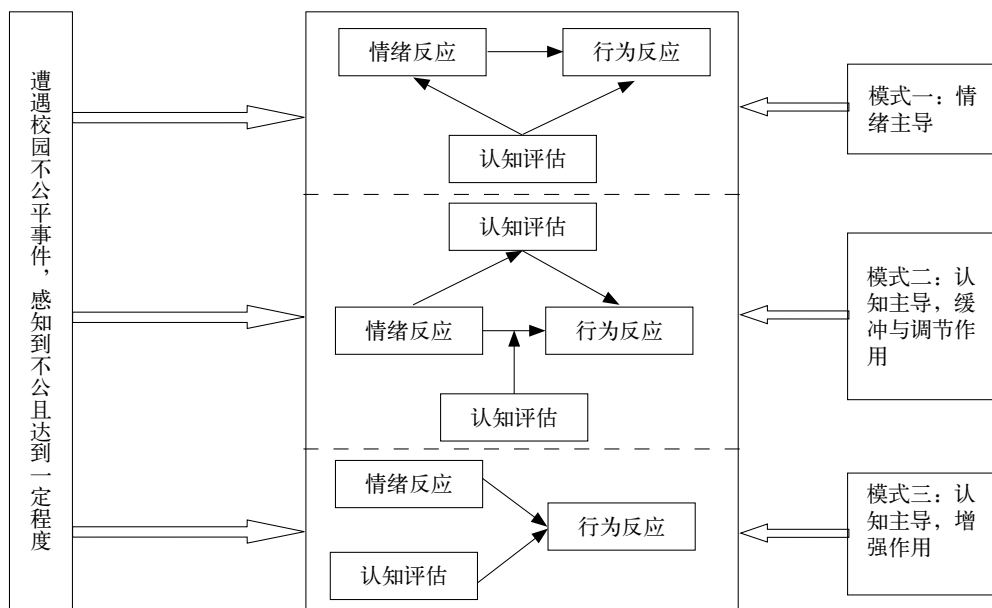 遭遇校园不公平事件，感知到不公且达到一定程度
情绪反应
行为反应
认知评估
认知评估
情绪反应
行为反应
认知评估
情绪反应
行为反应
认知评估
模式一：情
绪主导
模式二：认
知主导，缓
冲与调节作
用
模式三：认
知主导，增
强作用